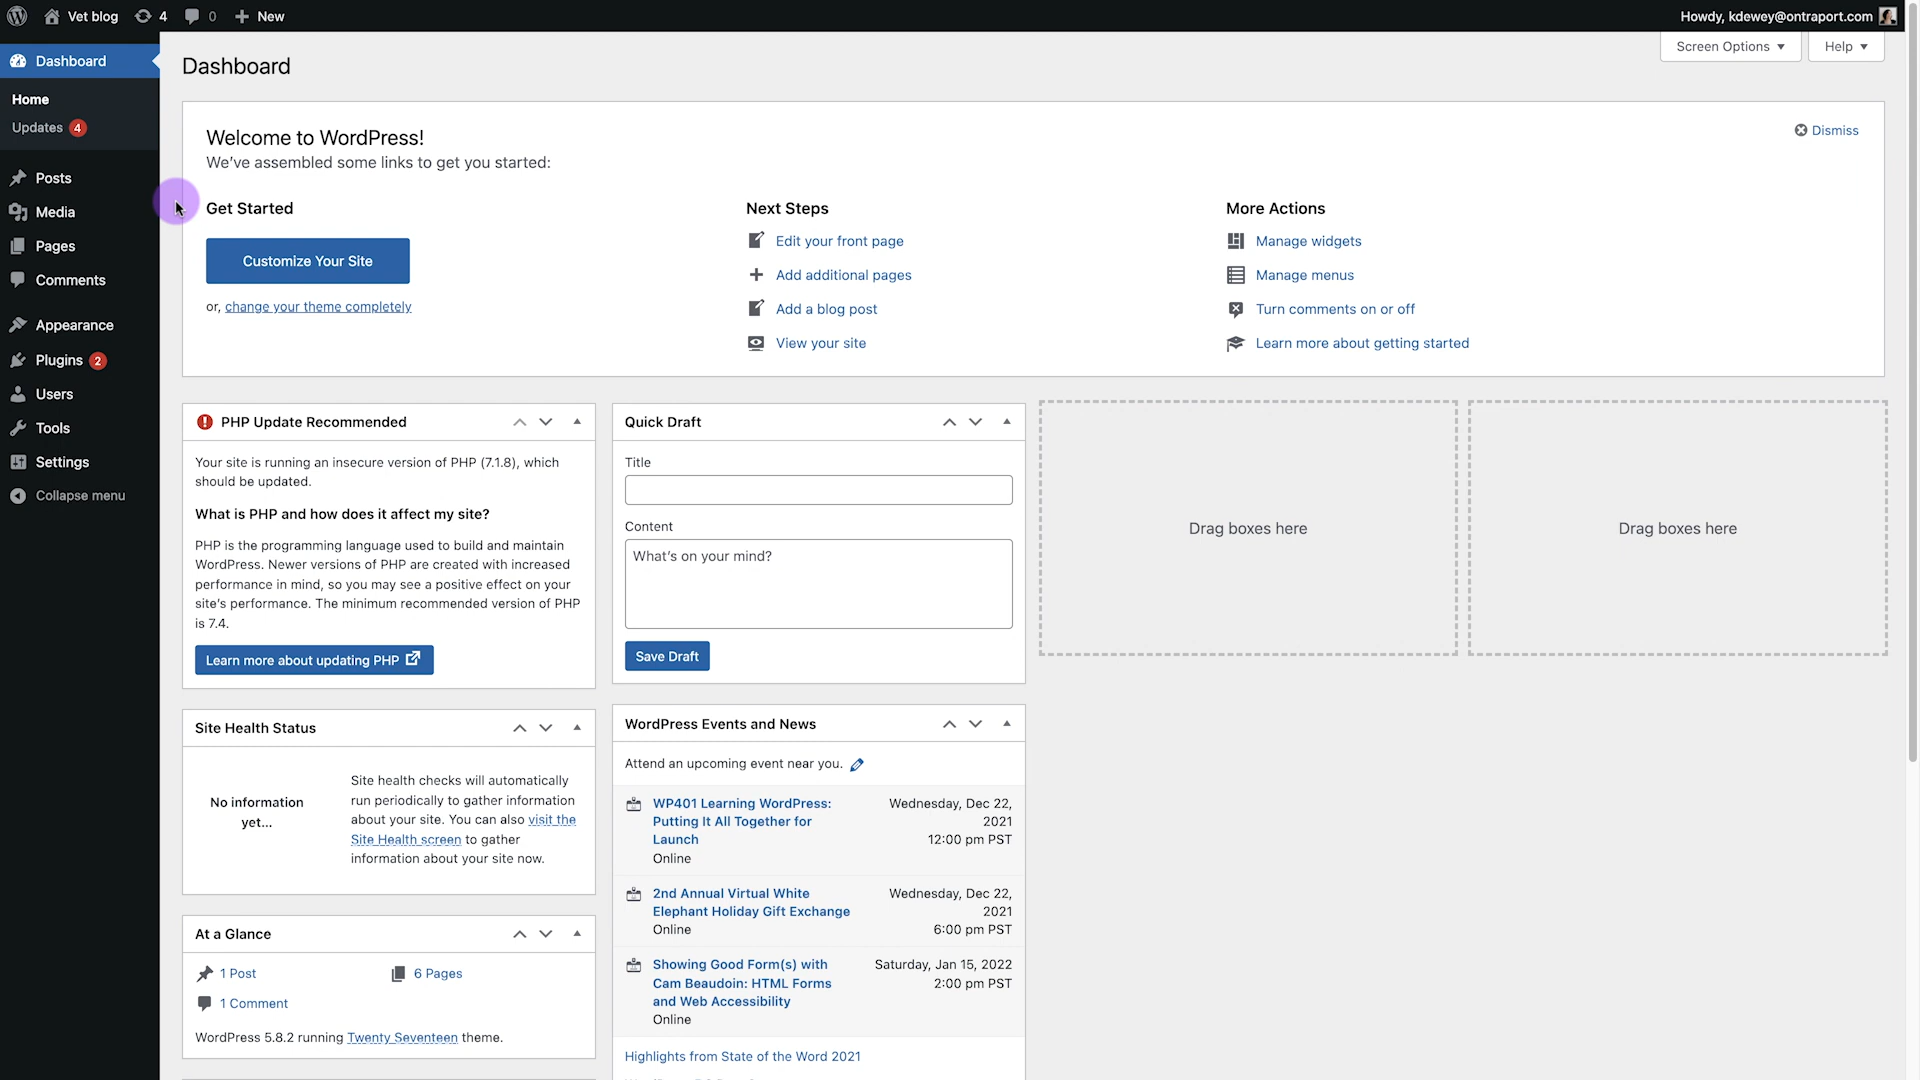 Vet blog 4 0 New
Howdy, kdewey@ontraport.com
Screen Options
Help
Dashboard
Home
Updates 4
Posts
Media
Pages
Comments
Appearance
Plugins 2
Users
Tools
Settings
Collapse menu
Dashboard
Welcome to WordPress!
We've assembled some links to get you started:
Dismiss
Get Started
Customize Your Site
or, change your theme completely
Next Steps
Edit your front page
Add additional pages
Add a blog post
View your site
More Actions
Manage widgets
Manage menus
Turn comments on or off
Learn more about getting started
PHP Update Recommended
Your site is running an insecure version of PHP (7.1.8), which
should be updated.
What is PHP and how does it affect my site?
PHP is the programming language used to build and maintain
WordPress. Newer versions of PHP are created with increased
performance in mind, so you may see a positive effect on your
site's performance. The minimum recommended version of PHP
is 7.4.
Learn more about updating PHP
Site Health Status
No information
yet...
Site health checks will automatically
run periodically to gather information
about your site. You can also visit the
Site Health screen to gather
information about your site now.
At a Glance
1 Post
6 Pages
1 Comment
WordPress 5.8.2 running Twenty Seventeen theme.
Quick Draft
Title
Content
What's on your mind?
Save Draft
WordPress Events and News
Attend an upcoming event near you.
WP401 Learning WordPress:
Putting It All Together for
Launch
Online
Wednesday, Dec 22,
2021
12:00 pm PST
2nd Annual Virtual White
Elephant Holiday Gift Exchange
Online
Wednesday, Dec 22,
2021
6:00 pm PST
Showing Good Form(s) with
Cam Beaudoin: HTML Forms
and Web Accessibility
Online
Saturday, Jan 15, 2022
2:00 pm PST
Highlights from State of the Word 2021
Drag boxes here
Drag boxes here